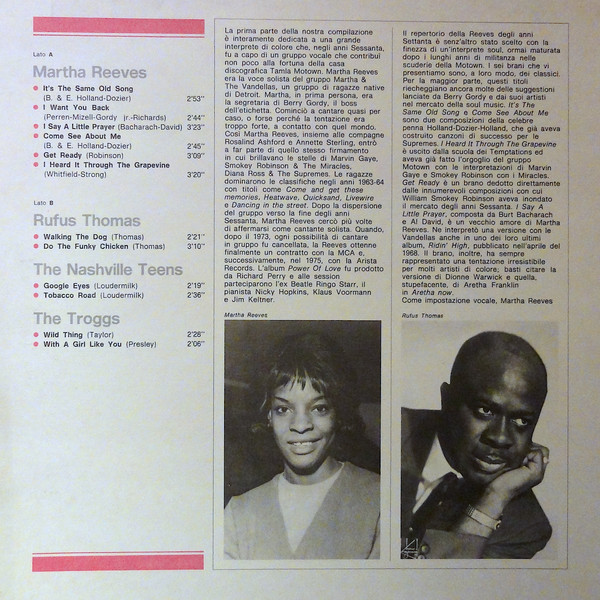 Lato A
Martha Reeves
It's The Same Old Song
(B. & E. Holland-Dozier) 2'53"
I Want You Back
(Perren-Mizell-Gordy jr.-Richards) 2'44"
I Say A Little Prayer (Bacharach-David) 3'23"
Come See About Me
(B. & E. Holland-Dozier) 2'45"
Get Ready (Robinson) 3'09"
I Heard It Through The Grapevine
(Whitfield-Strong) 3'20"
Lato B
Rufus Thomas
Walking The Dog (Thomas) 2'21"
Do The Funky Chicken (Thomas) 3'10"
The Nashville Teens
Google Eyes (Loudermilk) 2'19"
Tobacco Road (Loudermilk) 2'36"
The Troggs
Wild Thing (Taylor) 2'28"
With A Girl Like You (Presley) 2'06"
La prima parte della nostra compilazione
è interamente dedicata a una grande
interprete di colore che, negli anni Sessanta,
fu a capo di un gruppo vocale che contribuì
non poco alla fortuna della casa
discografica Tamla Motown. Martha Reeves
era la voce solista del gruppo Martha &
The Vandellas, un gruppo di ragazze native
di Detroit. Martha, in prima persona, era
la segretaria di Berry Gordy, il boss
dell'etichetta. Cominciò a cantare quasi per
caso, o forse perché la tentazione era
troppo forte, a contatto con quel mondo.
Così Martha Reeves, insieme alle compagne
Rosalind Ashford e Annette Sterling, entrò
a far parte di quello stesso firmamento
in cui brillavano le stelle di Marvin Gaye,
Smokey Robinson & The Miracles,
Diana Ross & The Supremes. Le ragazze
dominarono le classifiche negli anni 1963-64
con titoli come Come and get these
memories, Heatwave, Quicksand, Livewire
e Dancing in the street. Dopo la dispersione
del gruppo verso la fine degli anni
Sessanta, Martha Reeves cercò più volte
di affermarsi come cantante solista. Quando,
dopo il 1973, ogni possibilità di cantare
in gruppo fu cancellata, la Reeves ottenne
finalmente un contratto con la MCA e,
successivamente, nel 1975, con la Arista
Records. L'album Power Of Love fu prodotto
da Richard Perry e alle session
parteciparono l'ex Beatle Ringo Starr, il
pianista Nicky Hopkins, Klaus Voormann
e Jim Keltner.
Martha Reeves
Il repertorio della Reeves degli anni
Settanta è senz'altro stato scelto con la
finezza di un'interprete soul, ormai maturata
dopo i lunghi anni di militanza nelle
scuderie della Motown. I sei brani che vi
presentiamo sono, a loro modo, dei classici.
Per la maggior parte, questi titoli
riecheggiano ancora molte delle suggestioni
lanciate da Berry Gordy e dai suoi artisti
nel mercato della soul music. It's The
Same Old Song e Come See About Me
sono due composizioni della celebre
penna Holland-Dozier-Holland, che già aveva
costruito canzoni di successo per le
Supremes. I Heard It Through The Grapevine
è uscito dalla scuola dei Temptations ed
aveva già fatto l'orgoglio del gruppo
Motown con le interpretazioni di Marvin
Gaye e Smokey Robinson con i Miracles.
Get Ready è un brano dedotto direttamente
dalle innumerevoli composizioni con cui
William Smokey Robinson aveva inondato
il mercato degli anni Sessanta. I Say A
Little Prayer, composta da Burt Bacharach
e Al David, è un vecchio amore di Martha
Reeves. Ne interpretò una versione con le
Vandellas anche in uno dei loro ultimi
album, Ridin' High, pubblicato nell'aprile del
1968. Il brano, inoltre, ha sempre
rappresentato una tentazione irresistibile
per molti artisti di colore; basti citare la
versione di Dionne Warwick e quella,
stupefacente, di Aretha Franklin
in Aretha now.
Come impostazione vocale, Martha Reeves
Rufus Thomas